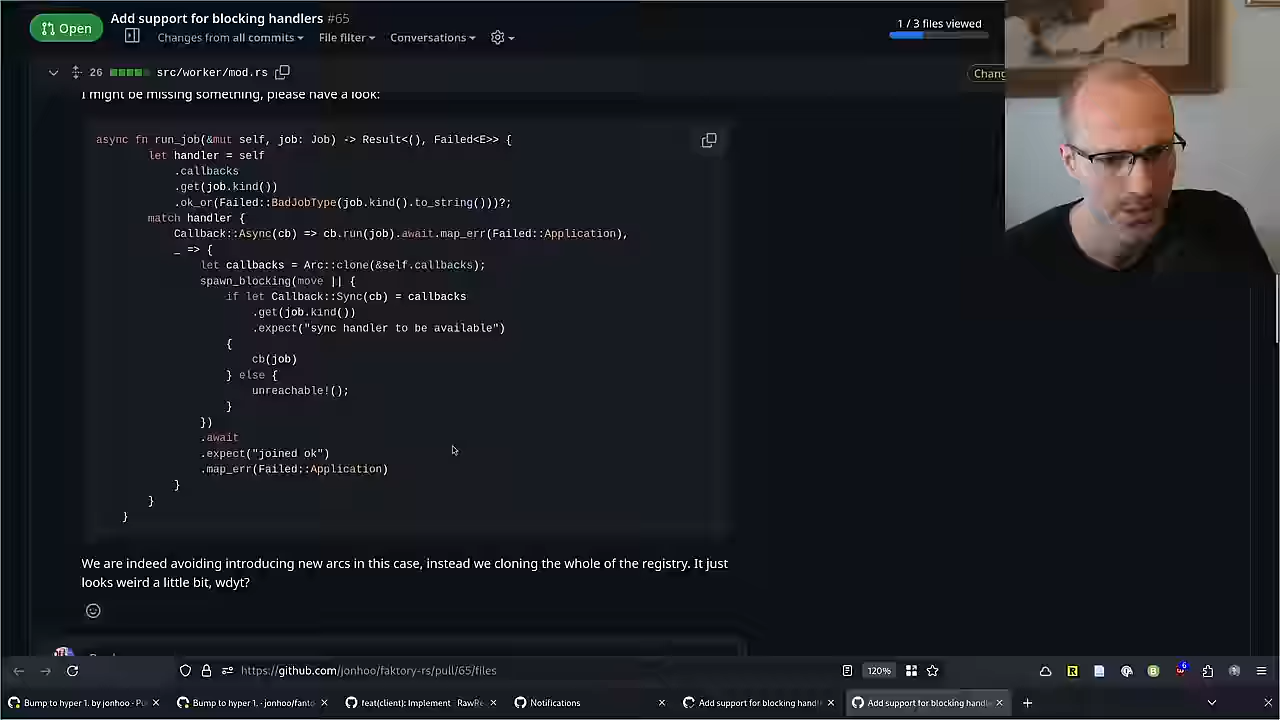 Open
Add support for blocking handlers #65
Changes from all commits
File filter
Conversations
1 / 3 files viewed
26
src/worker/mod.rs
I might be missing something, please have a look:
async fn run_job(&mut self, job: Job) -> Result<(), Failed<E>> {
let handler = self
.callbacks
.get(job.kind())
.ok_or(Failed::BadJobType(job.kind().to_string()))?;
match handler {
Callback::Async(cb) => cb.run(job).await.map_err(Failed::Application),
_ => {
let callbacks = Arc::clone(&self.callbacks);
spawn_blocking(move || {
if let Callback::Sync(cb) = callbacks
.get(job.kind())
.expect("sync handler to be available")
{
cb(job)
} else {
unreachable!();
}
})
.await
.expect("joined ok")
.map_err(Failed::Application)
}
}
}
We are indeed avoiding introducing new arcs in this case, instead we cloning the whole of the registry. It just
looks weird a little bit, wdyt?
https://github.com/jonhoo/faktory-rs/pull/65/files
120%
6
Bump to hyper 1. by jonhoo · Pu
Bump to hyper 1. · jonhoo/fanto
feat(client): Implement
RawRe
Notifications
Add support for blocking handl
Add support for blocking handle